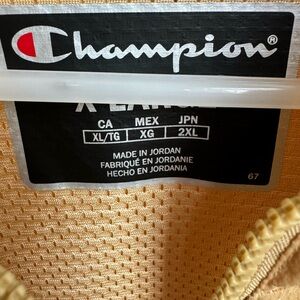 Champion
CA MEX JPN
XL/TG XG 2XL
MADE IN JORDAN
FABRIQUÉ EN JORDANIE
HECHO EN JORDANIA
67